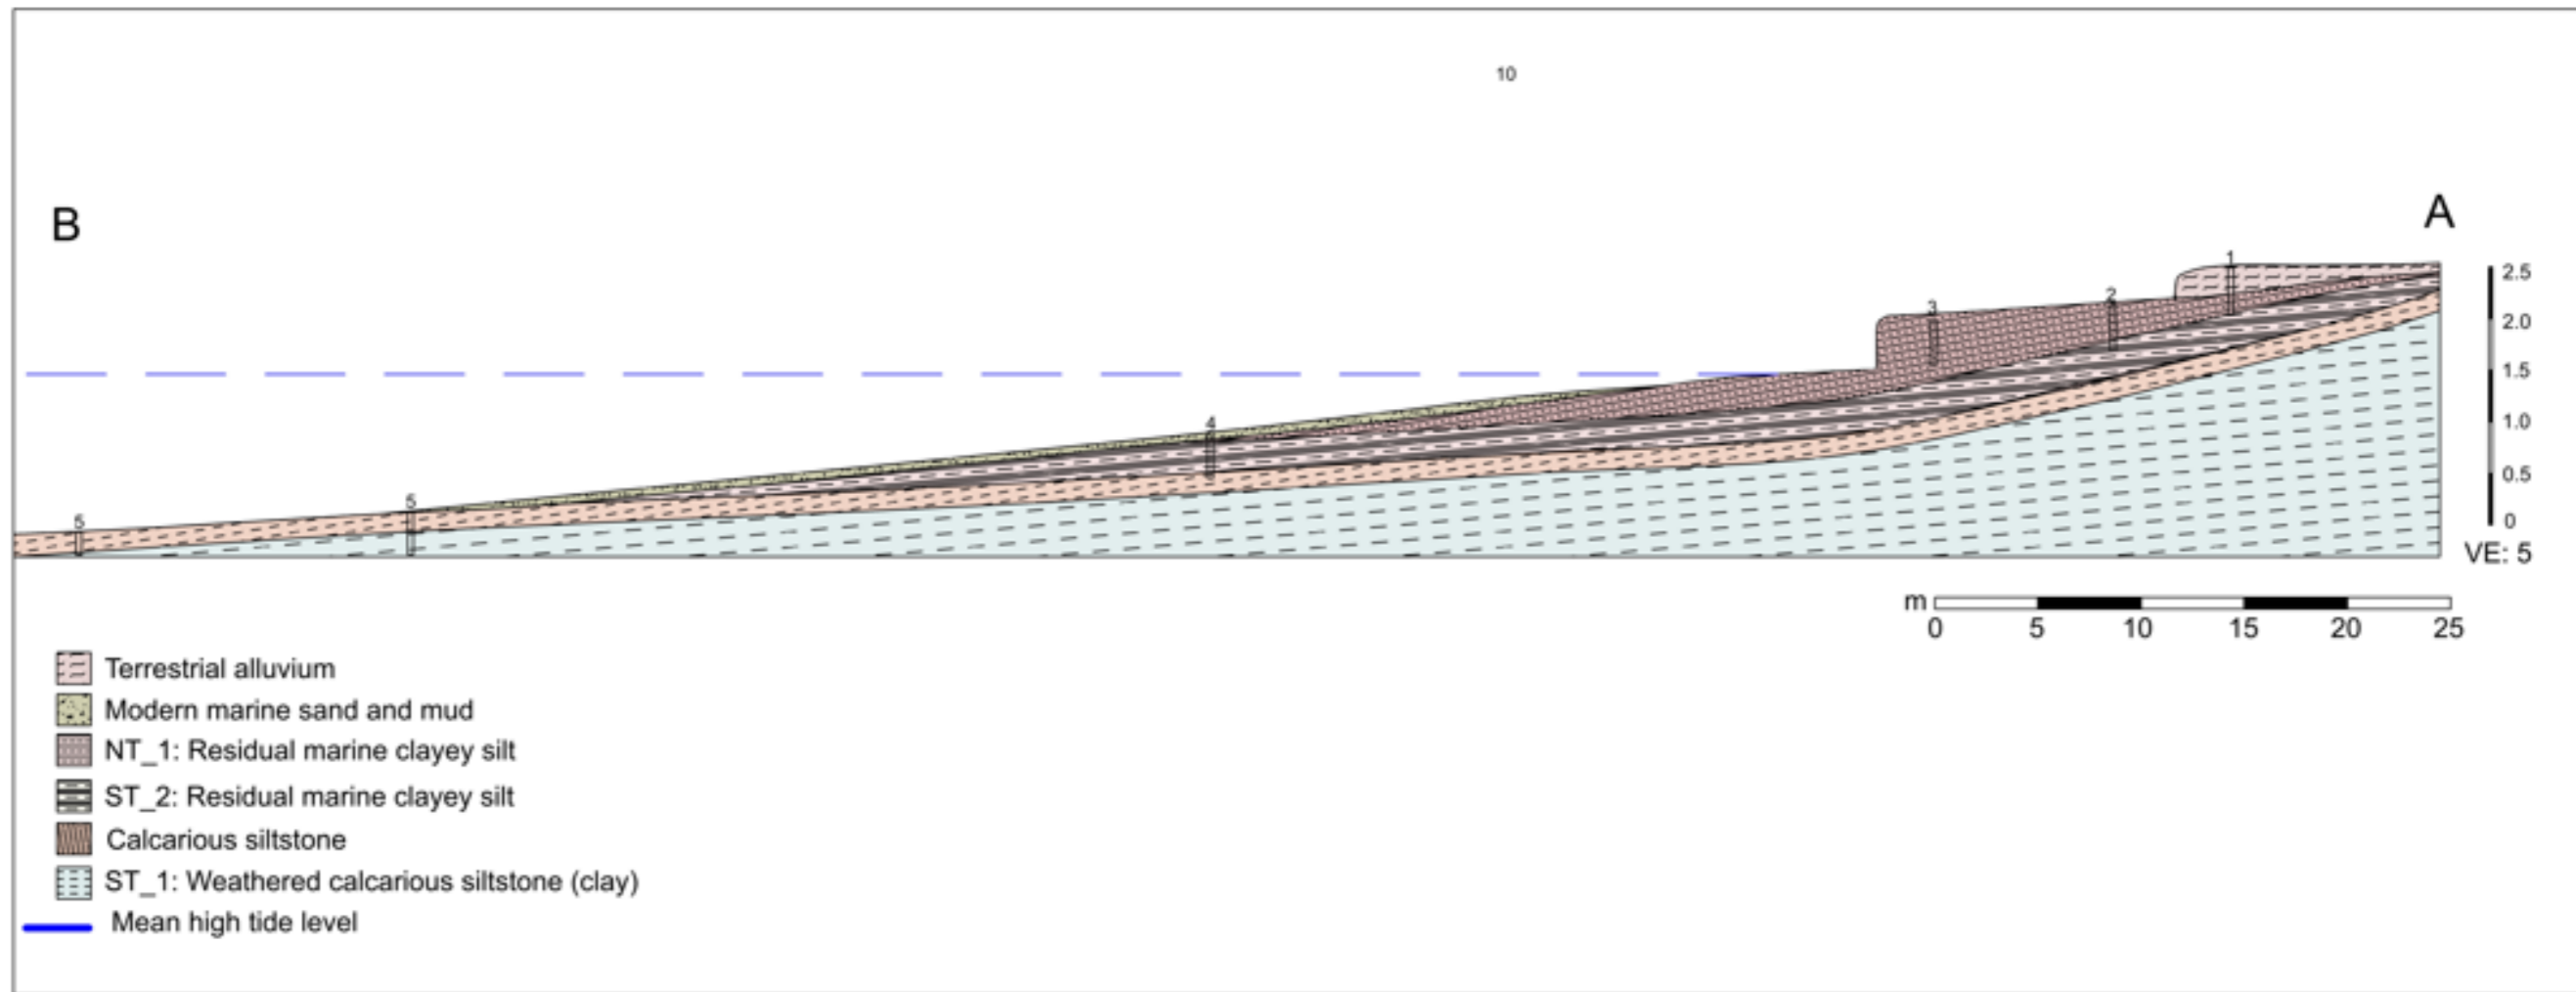 10
B
A
1
2
3
4
5
5
2.5
2.0
1.5
1.0
0.5
0
VE: 5
m
0 5 10 15 20 25
Terrestrial alluvium
Modern marine sand and mud
NT_1: Residual marine clayey silt
ST_2: Residual marine clayey silt
Calcarious siltstone
ST_1: Weathered calcarious siltstone (clay)
Mean high tide level